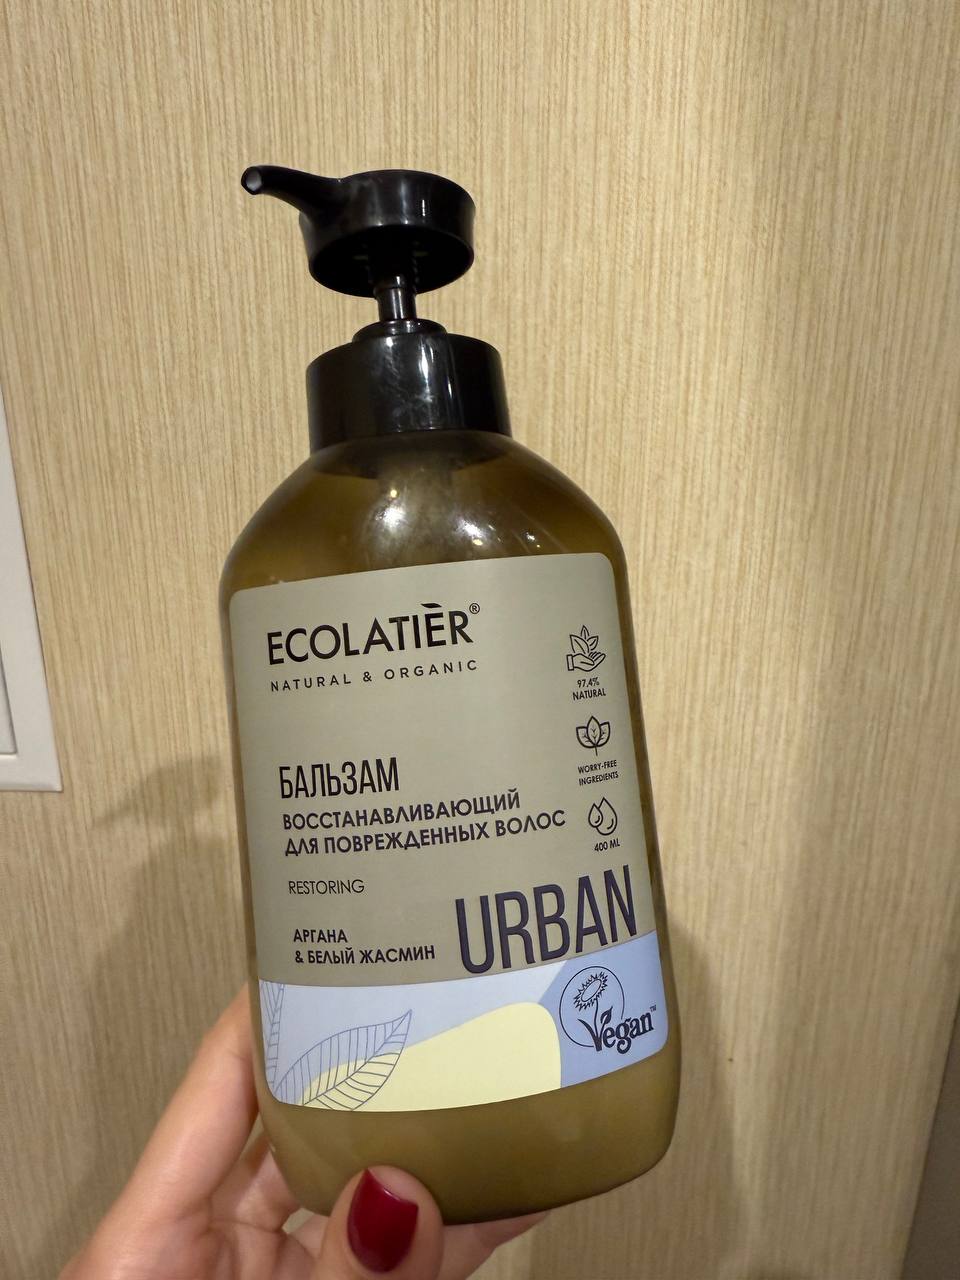 ECOLATIÈR®
NATURAL & ORGANIC
97.4%
NATURAL
WORRY-FREE
INGREDIENTS
400 ML
БАЛЬЗАМ
ВОССТАНАВЛИВАЮЩИЙ
ДЛЯ ПОВРЕЖДЕННЫХ ВОЛОС
RESTORING
АРГАНА
& БЕЛЫЙ ЖАСМИН
URBAN
Vegan™